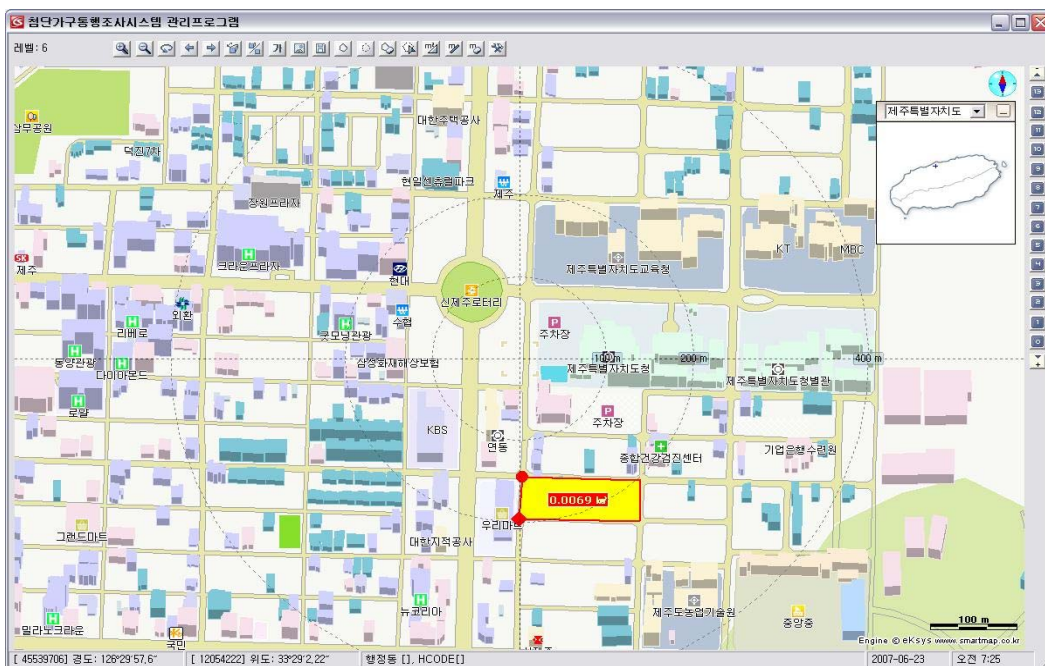 첨단가구통행조사시스템 관리프로그램
레벨: 6
가
제주특별자치도
삼무공원
덕진7차
대한주택공사
현일센츄럴파크
제주
장원프라자
크라운프라자
SK
제주
현대
신제주로터리
제주특별자치도교육청
KT
MBC
외환
리베로
굿모닝관광
수협
주차장
동양관광
다이아몬드
삼성화재해상보험
100 m
200 m
400 m
제주특별자치도청
제주특별자치도청별관
로얄
KBS
연동
주차장
종합건강검진센터
기업은행수련원
0.0069 ㎢
우리마트
그랜드마트
대한지적공사
뉴코리아
제주도농업기술원
중앙중
밀라노크라운
국민
100 m
Engine ⓒ eKsys www.smartmap.co.kr
[ 45539706] 경도: 126°29′57,6″ [ 12054222] 위도: 33°29′2,22″ 행정동 [], HCODE[] 2007-06-23 오전 7:25